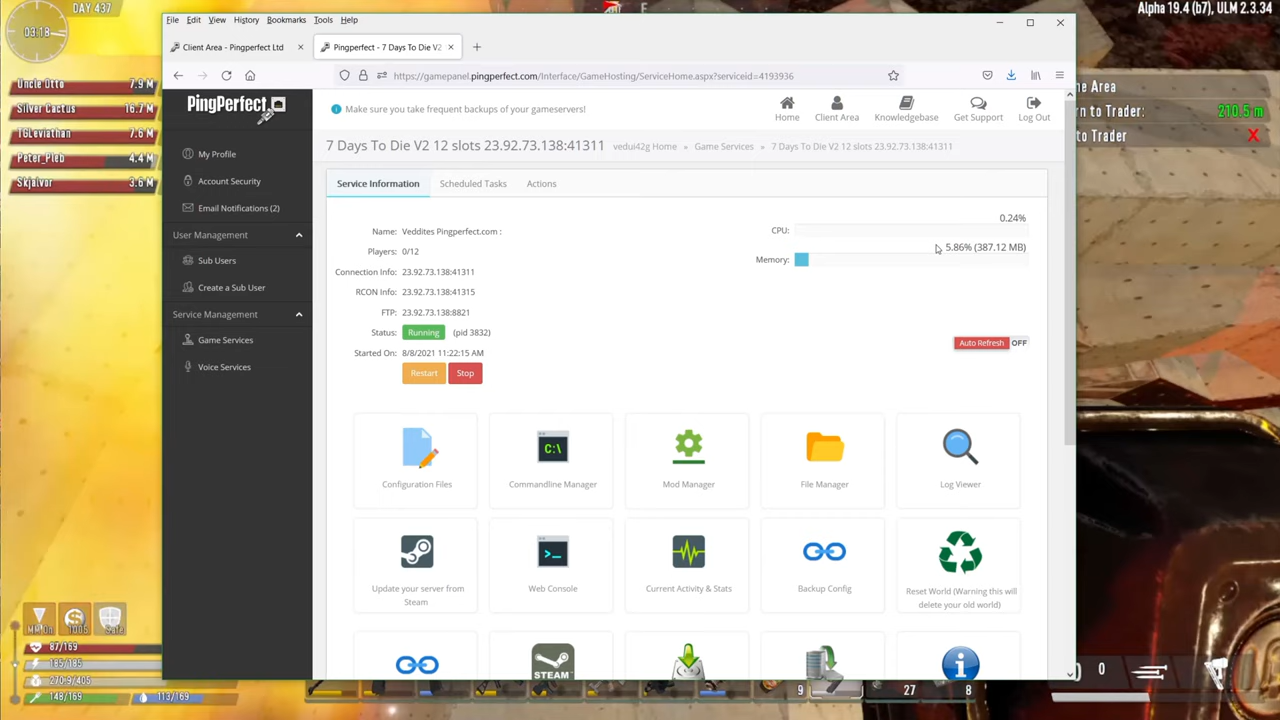 DAY 437
03:18
Alpha 19.4 (b7), ULM 2.3.34
Uncle Otto 7.9 M
Silver Cactus 16.7 M
TGLeviathan 7.6 M
Peter_Pleb 4.4 M
Skjalvor 3.6 M
File Edit View History Bookmarks Tools Help
Client Area - Pingperfect Ltd
Pingperfect - 7 Days To Die V2
https://gamepanel.pingperfect.com/Interface/GameHosting/ServiceHome.aspx?serviceid=4193936
PingPerfect
Make sure you take frequent backups of your gameservers!
Home
Client Area
Knowledgebase
Get Support
Log Out
7 Days To Die V2 12 slots 23.92.73.138:41311
vedui42g Home » Game Services » 7 Days To Die V2 12 slots 23.92.73.138:41311
My Profile
Account Security
Email Notifications (2)
User Management
Sub Users
Create a Sub User
Service Management
Game Services
Voice Services
Service Information
Scheduled Tasks
Actions
Name: Veddites Pingperfect.com :
Players: 0/12
Connection Info: 23.92.73.138:41311
RCON Info: 23.92.73.138:41315
FTP: 23.92.73.138:8821
Status: Running (pid 3832)
Started On: 8/8/2021 11:22:15 AM
Restart Stop
0.24%
CPU:
5.86% (387.12 MB)
Memory:
Auto Refresh OFF
Configuration Files
Commandline Manager
C:\
Mod Manager
File Manager
Log Viewer
Update your server from
Steam
Web Console
Current Activity & Stats
Backup Config
Reset World (Warning this will
delete your old world)
STEAM
e Area
rn to Trader: 210.5 m
to Trader
Safe
87/169
185/185
270.9/405
148/169
113/169
9
27
8
0